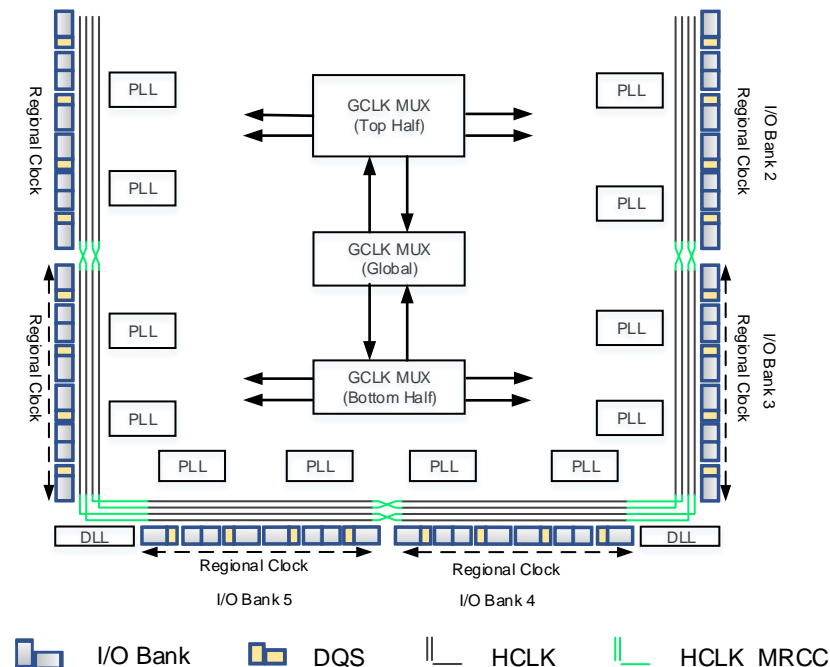 PLL
GCLK MUX
(Top Half)
PLL
Regional Clock
I/O Bank 2
Regional Clock
PLL
PLL
GCLK MUX
(Global)
PLL
PLL
Regional Clock
I/O Bank 3
Regional Clock
GCLK MUX
(Bottom Half)
PLL
PLL
PLL
PLL
PLL
PLL
DLL
DLL
Regional Clock
Regional Clock
I/O Bank 5
I/O Bank 4
I/O Bank
DQS
HCLK
HCLK_MRCC